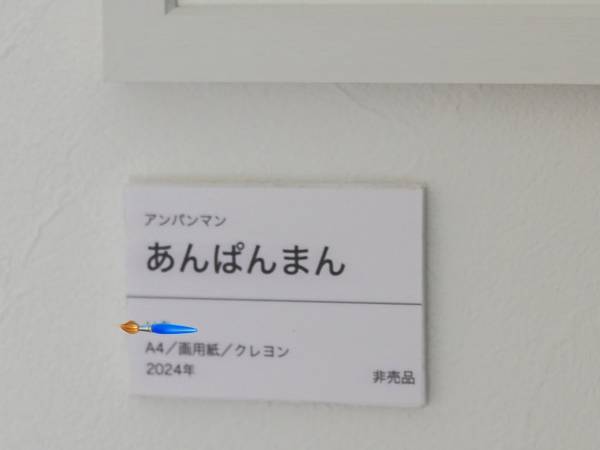 アンパンマン
あんぱんまん
A4／画用紙／クレヨン
2024年
非売品